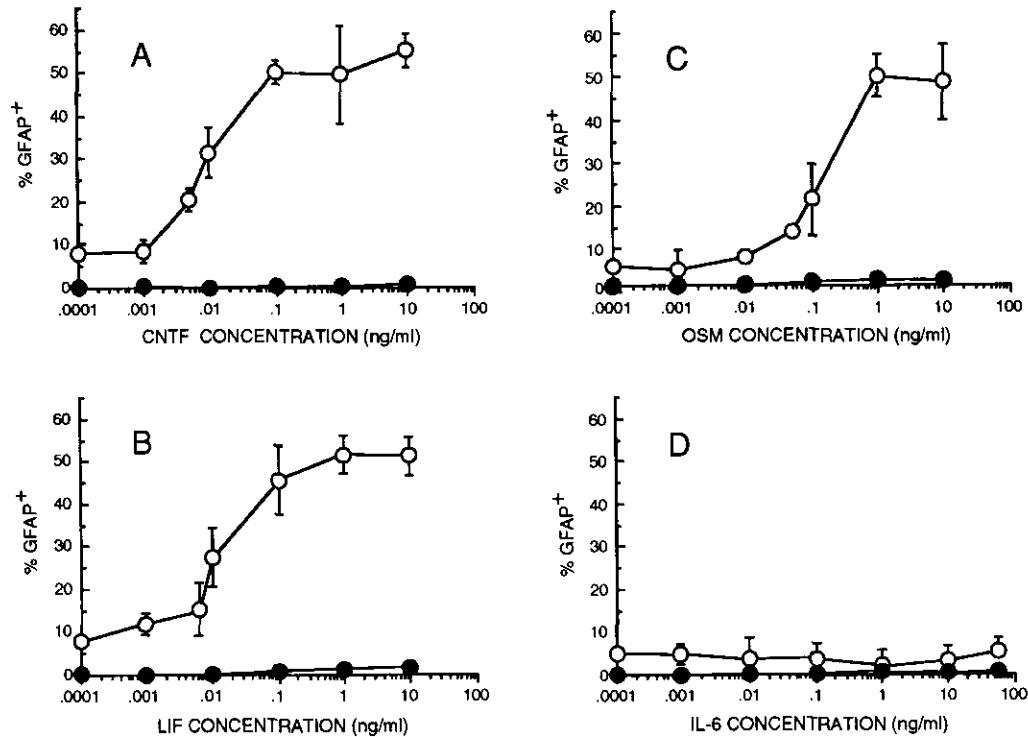 A
% GFAP+
60
50
40
30
20
10
0
.0001 .001 .01 .1 1 10 100
CNTF CONCENTRATION (ng/ml)
C
% GFAP+
60
50
40
30
20
10
0
.0001 .001 .01 .1 1 10 100
OSM CONCENTRATION (ng/ml)
B
% GFAP+
60
50
40
30
20
10
0
.0001 .001 .01 .1 1 10 100
LIF CONCENTRATION (ng/ml)
D
% GFAP+
60
50
40
30
20
10
0
.0001 .001 .01 .1 1 10 100
IL-6 CONCENTRATION (ng/ml)